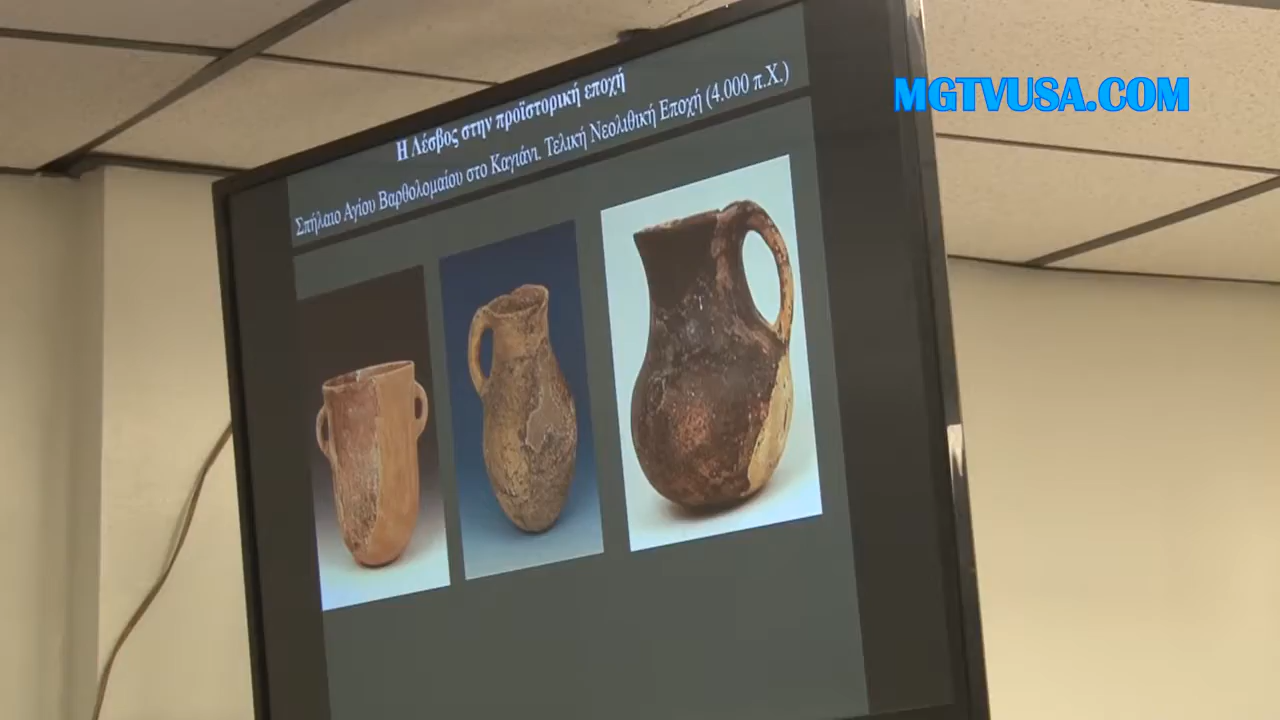 MGTVUSA.COM
Η Λέσβος στην προϊστορική εποχή
Σπήλαιο Αγίου Βαρθολομαίου στο Καγιάνι. Τελική Νεολιθική Εποχή (4.000 π.Χ.)